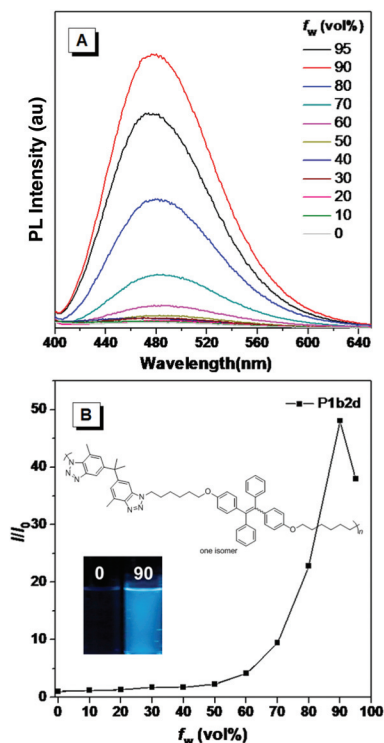 A
f_w (vol%)
95
90
80
70
60
50
40
30
20
10
0
PL Intensity (au)
400 440 480 520 560 600 640
Wavelength(nm)
B
P1b2d
50
40
30
20
10
0
I/I_0
N
N=N
N
N=N
O
O
n
one isomer
0 90
0 10 20 30 40 50 60 70 80 90 100
f_w (vol%)